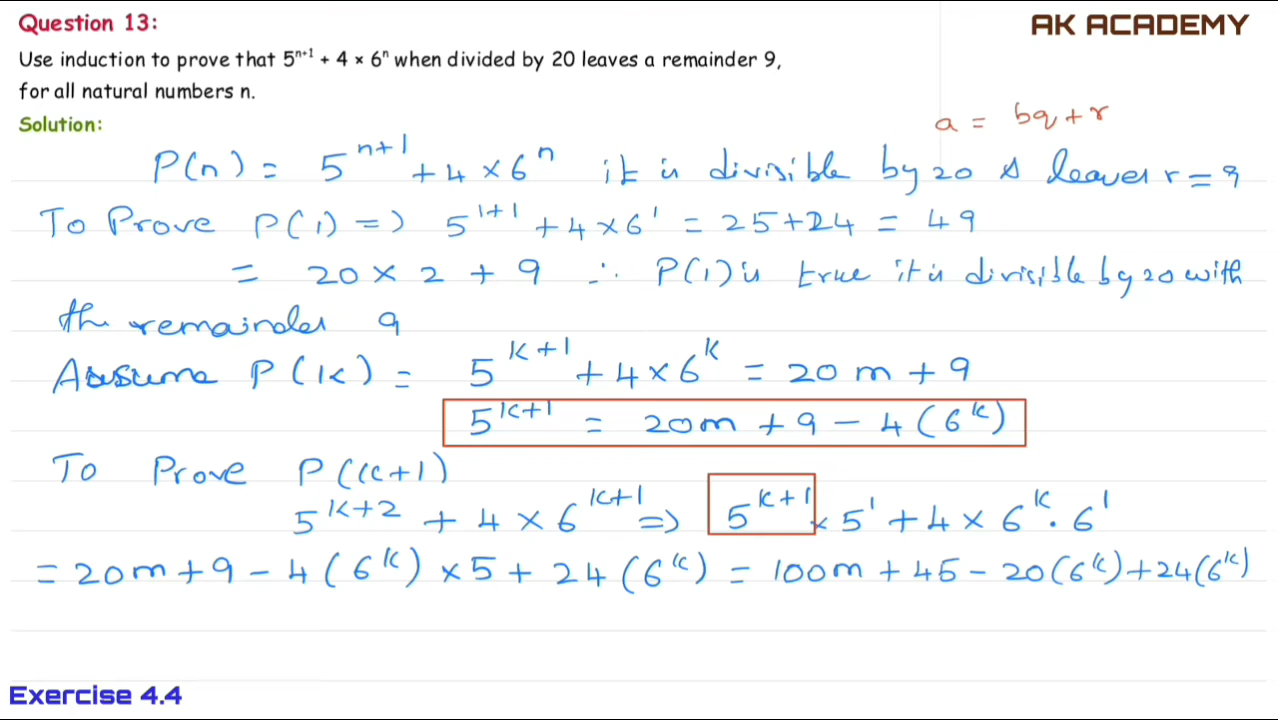 Question 13:
AK ACADEMY
Use induction to prove that 5ⁿ⁺¹ + 4 × 6ⁿ when divided by 20 leaves a remainder 9,
for all natural numbers n.
Solution:
a = bq + r
P(n) = 5ⁿ⁺¹ + 4 × 6ⁿ it is divisible by 20 & leaves r = 9
To Prove P(1) => 5¹⁺¹ + 4 × 6¹ = 25 + 24 = 49
= 20 × 2 + 9 ∴ P(1) is true it is divisible by 20 with
the remainder 9
Assume P(k) = 5ᵏ⁺¹ + 4 × 6ᵏ = 20m + 9
5ᵏ⁺¹ = 20m + 9 - 4(6ᵏ)
To Prove P(k+1)
5ᵏ⁺² + 4 × 6ᵏ⁺¹ => 5ᵏ⁺¹ × 5¹ + 4 × 6ᵏ · 6¹
= 20m + 9 - 4(6ᵏ) × 5 + 24(6ᵏ) = 100m + 45 - 20(6ᵏ) + 24(6ᵏ)
Exercise 4.4